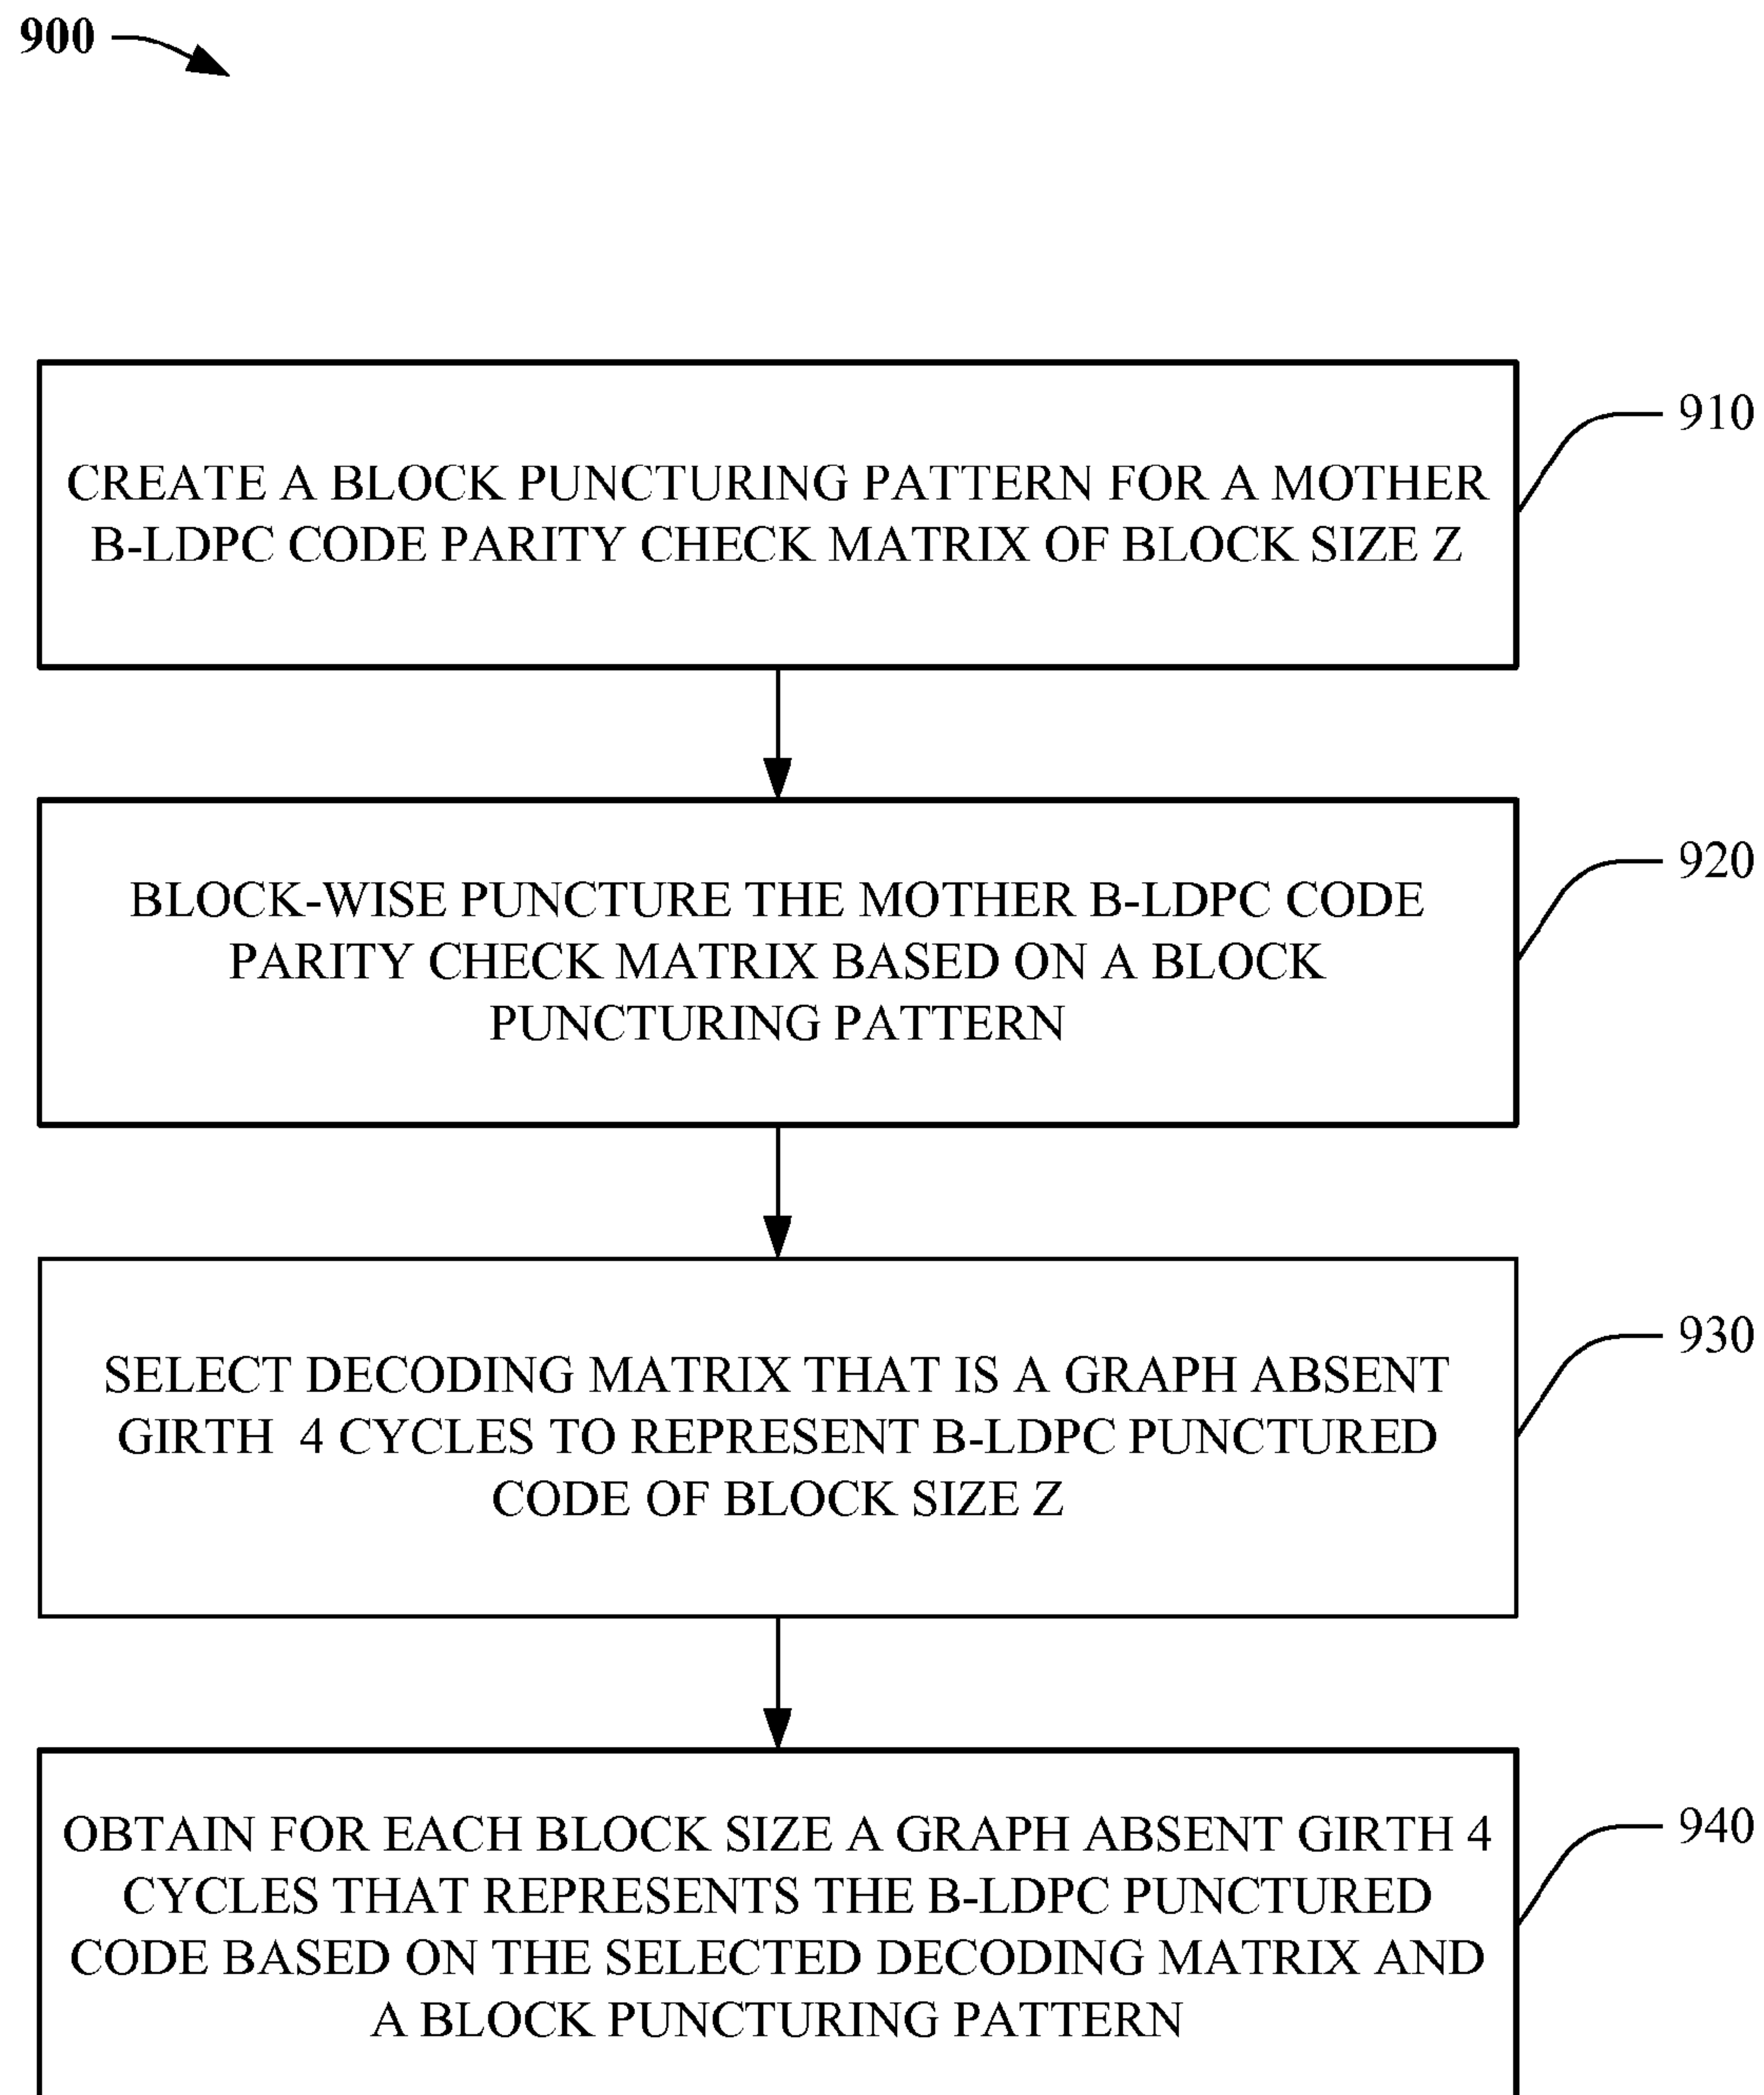 900
910
CREATE A BLOCK PUNCTURING PATTERN FOR A MOTHER
B-LDPC CODE PARITY CHECK MATRIX OF BLOCK SIZE Z
920
BLOCK-WISE PUNCTURE THE MOTHER B-LDPC CODE
PARITY CHECK MATRIX BASED ON A BLOCK
PUNCTURING PATTERN
930
SELECT DECODING MATRIX THAT IS A GRAPH ABSENT
GIRTH 4 CYCLES TO REPRESENT B-LDPC PUNCTURED
CODE OF BLOCK SIZE Z
940
OBTAIN FOR EACH BLOCK SIZE A GRAPH ABSENT GIRTH 4
CYCLES THAT REPRESENTS THE B-LDPC PUNCTURED
CODE BASED ON THE SELECTED DECODING MATRIX AND
A BLOCK PUNCTURING PATTERN